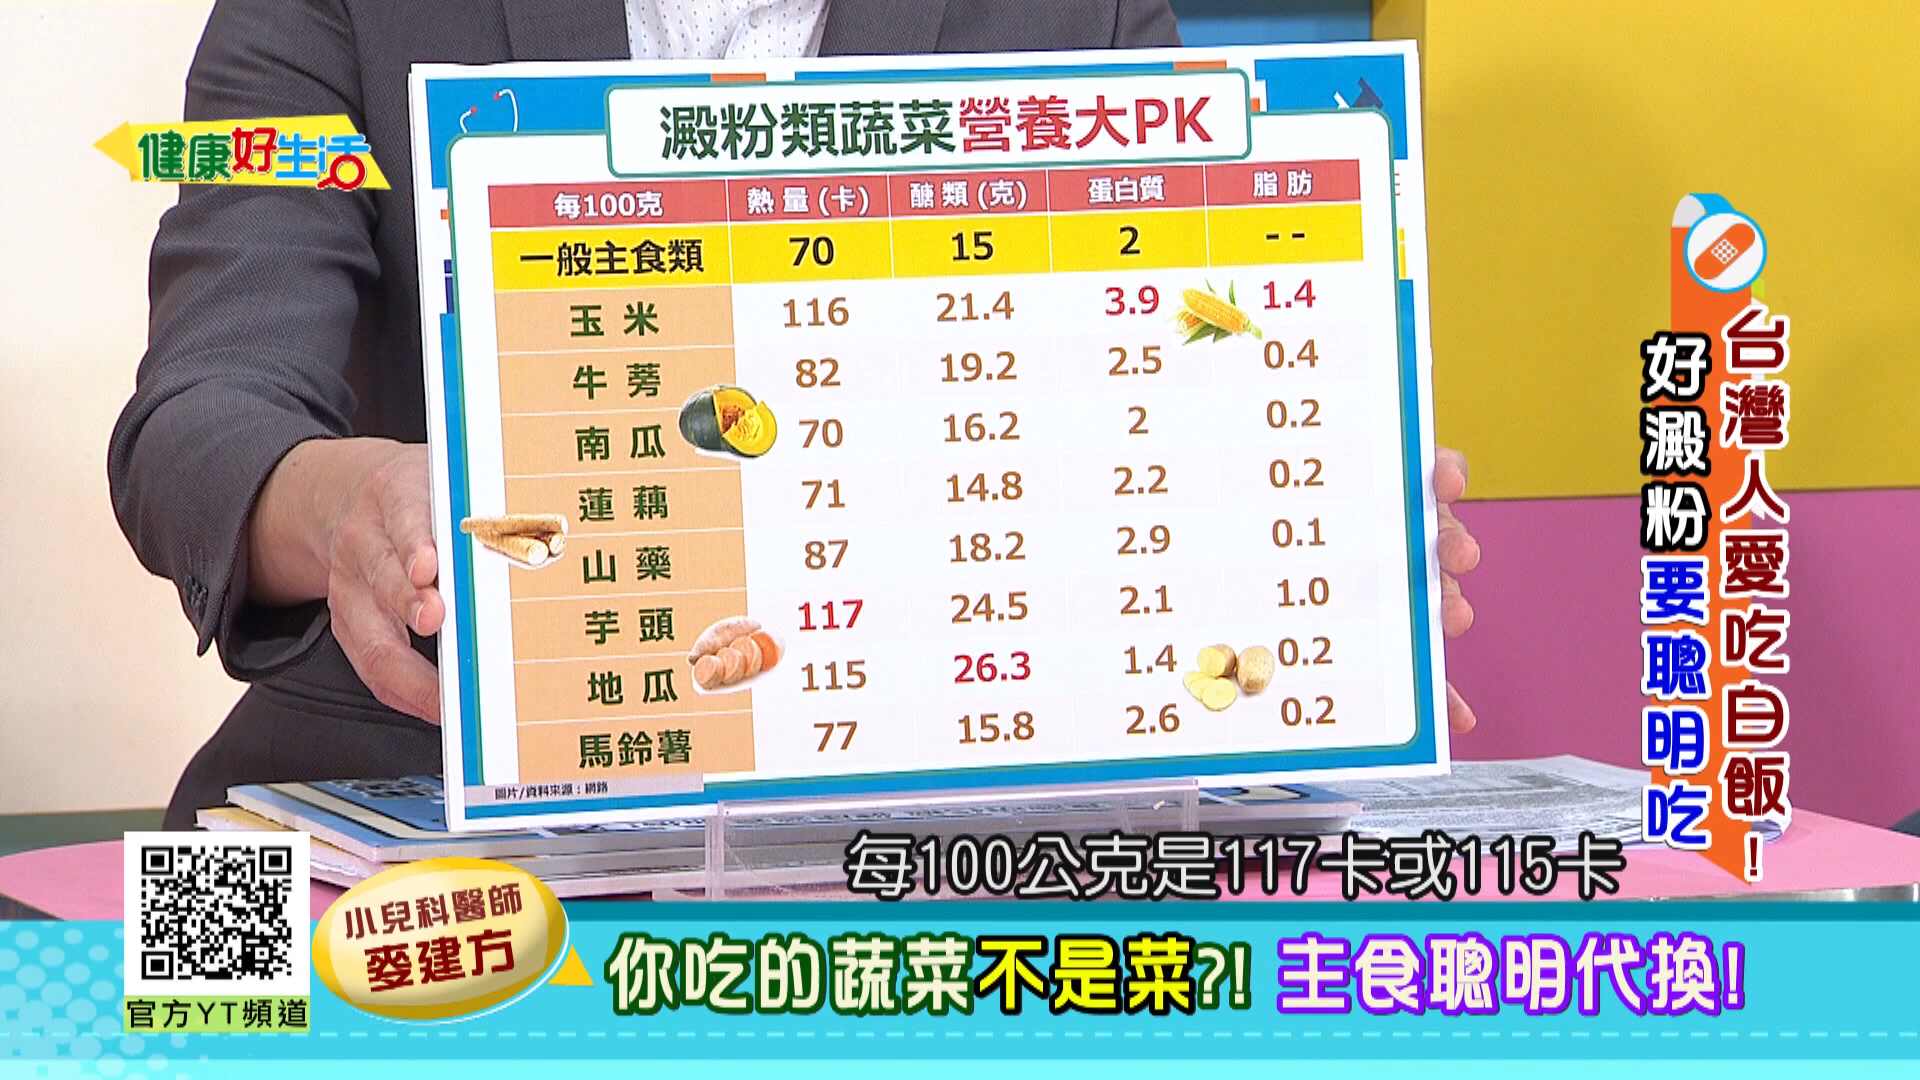 健康好生活
澱粉類蔬菜營養大PK
每100克 熱量(卡) 醣類(克) 蛋白質 脂肪
一般主食類 70 15 2 --
玉米 116 21.4 3.9 1.4
牛蒡 82 19.2 2.5 0.4
南瓜 70 16.2 2 0.2
蓮藕 71 14.8 2.2 0.2
山藥 87 18.2 2.9 0.1
芋頭 117 24.5 2.1 1.0
地瓜 115 26.3 1.4 0.2
馬鈴薯 77 15.8 2.6 0.2
圖片/資料來源：網路
台灣人愛吃白飯！
好澱粉要聰明吃
每100公克是117卡或115卡
官方YT頻道
小兒科醫師
麥建方
你吃的蔬菜不是菜?! 主食聰明代換!